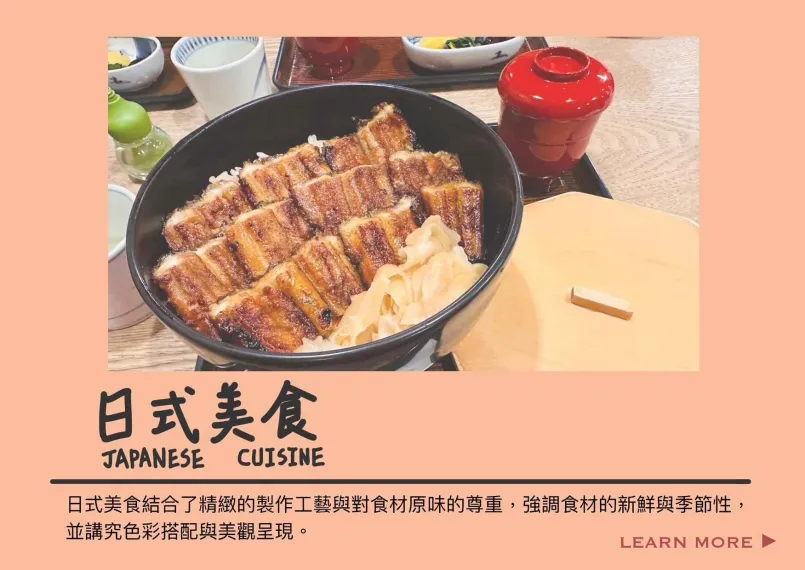 日式美食
JAPANESE CUISINE
日式美食結合了精緻的製作工藝與對食材原味的尊重，強調食材的新鮮與季節性，
並講究色彩搭配與美觀呈現。
LEARN MORE ▶